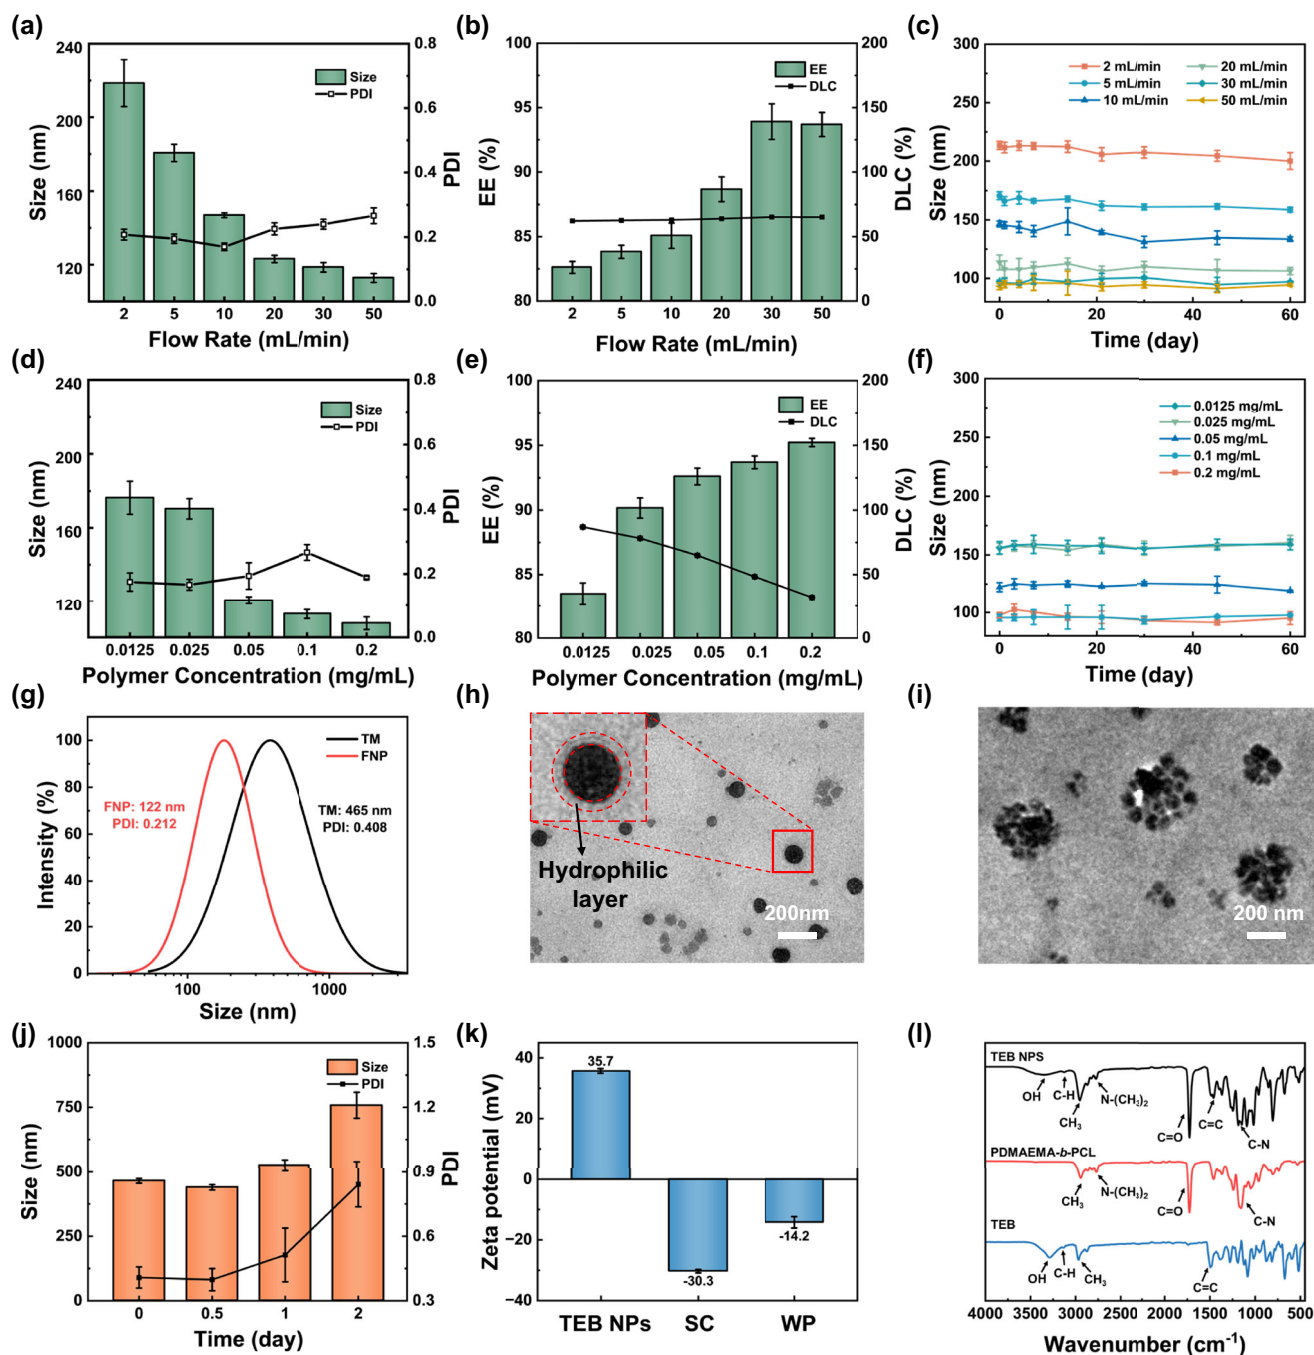 (a)
240
220
180
160
120
Size (nm)
0.8
0.6
0.4
0.2
0.0
PDI
Size
PDI
2 5 10 20 30 50
Flow Rate (mL/min)
(b)
100
95
90
85
80
EE (%)
200
150
100
50
0
DLC (%)
EE
DLC
2 5 10 20 30 50
Flow Rate (mL/min)
(c)
300
250
200
150
100
Size (nm)
2 mL/min 20 mL/min
5 mL/min 30 mL/min
10 mL/min 50 mL/min
0 20 40 60
Time (day)
(d)
240
220
180
160
120
Size (nm)
0.8
0.6
0.4
0.2
0.0
PDI
Size
PDI
0.0125 0.025 0.05 0.1 0.2
Polymer Concentration (mg/mL)
(e)
100
95
90
85
80
EE (%)
200
150
100
50
0
DLC (%)
EE
DLC
0.0125 0.025 0.05 0.1 0.2
Polymer Concentration (mg/mL)
(f)
300
250
200
150
100
Size (nm)
0.0125 mg/mL
0.025 mg/mL
0.05 mg/mL
0.1 mg/mL
0.2 mg/mL
0 20 40 60
Time (day)
(g)
100
80
60
40
20
0
Intensity (%)
TM
FNP
FNP: 122 nm
PDI: 0.212
TM: 465 nm
PDI: 0.408
100 1000
Size (nm)
(h)
Hydrophilic
layer
200nm
(i)
200 nm
(j)
1000
750
500
250
0
Size (nm)
1.5
1.2
0.9
0.6
0.3
PDI
Size
PDI
0 0.5 1 2
Time (day)
(k)
40
20
0
−20
−40
Zeta potential (mV)
35.7
-30.3
-14.2
TEB NPs SC WP
(l)
TEB NPS
OH
C-H
CH₃
N-(CH₃)₂
C=O
C=C
C-N
PDMAEMA-b-PCL
CH₃
N-(CH₃)₂
C=O
C-N
TEB
OH
C-H
CH₃
C=C
4000 3500 3000 2500 2000 1500 1000 500
Wavenumber (cm⁻¹)